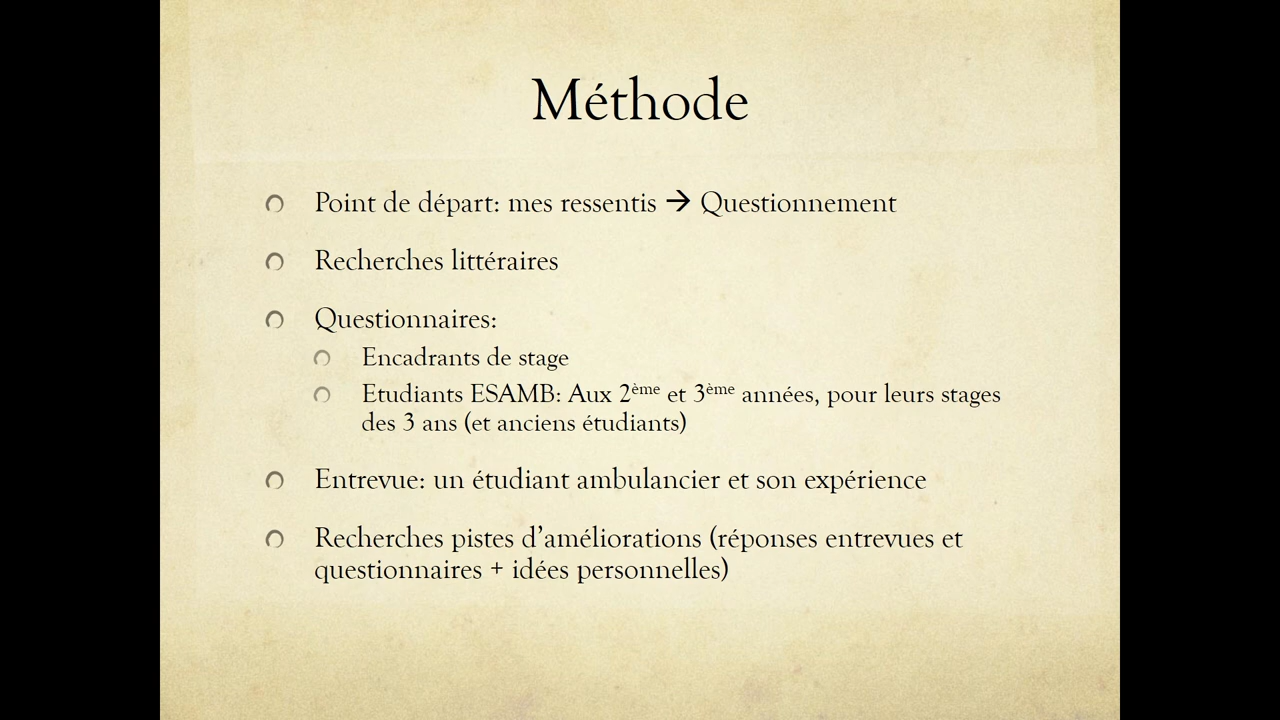 Méthode
Point de départ: mes ressentis → Questionnement
Recherches littéraires
Questionnaires:
Encadrants de stage
Etudiants ESAMB: Aux 2ème et 3ème années, pour leurs stages
des 3 ans (et anciens étudiants)
Entrevue: un étudiant ambulancier et son expérience
Recherches pistes d’améliorations (réponses entrevues et
questionnaires + idées personnelles)